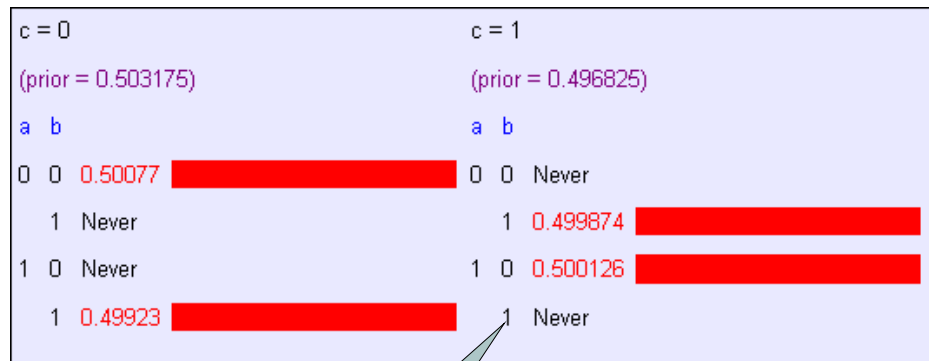 c = 0 c = 1
(prior = 0.503175) (prior = 0.496825)
a b a b
0 0 0.50077 0 0 Never
1 Never 1 0.499874
1 0 Never 1 0 0.500126
1 0.49923 1 Never